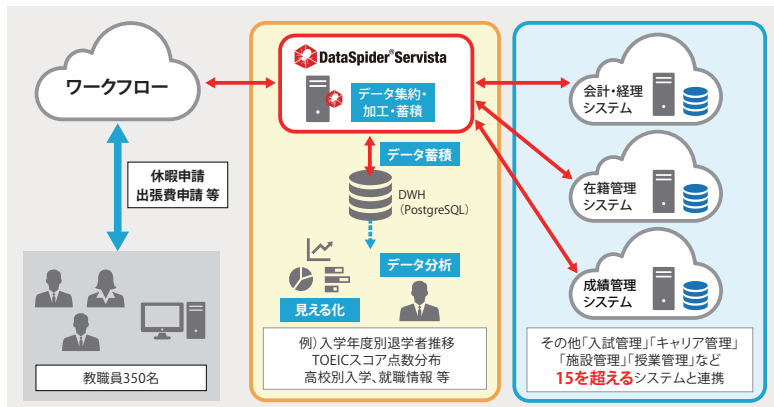 ワークフロー
休暇申請
出張費申請 等
教職員350名
DataSpider® Servista
データ集約・
加工・蓄積
データ蓄積
DWH
(PostgreSQL)
データ分析
見える化
例）入学年度別退学者推移
TOEICスコア点数分布
高校別入学、就職情報 等
会計・経理
システム
在籍管理
システム
成績管理
システム
その他「入試管理」「キャリア管理」
「施設管理」「授業管理」など
15を超えるシステムと連携